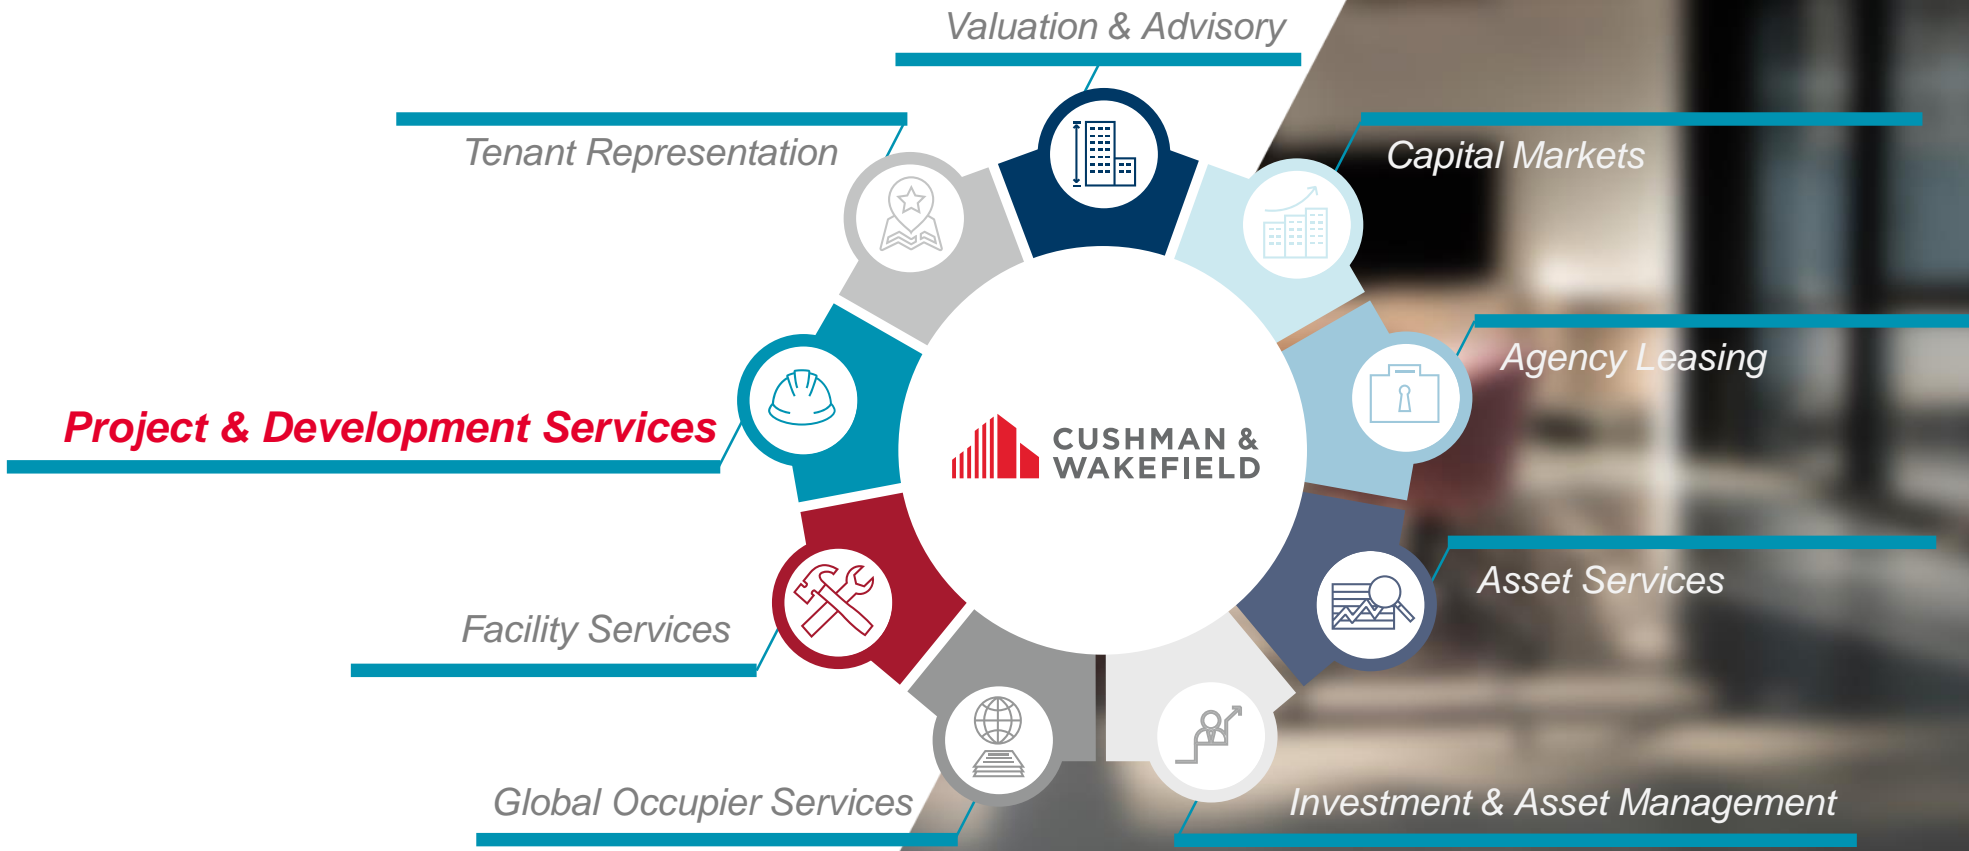 Valuation & Advisory
Tenant Representation
Capital Markets
Agency Leasing
Project & Development Services
CUSHMAN &
WAKEFIELD
Asset Services
Facility Services
Global Occupier Services
Investment & Asset Management